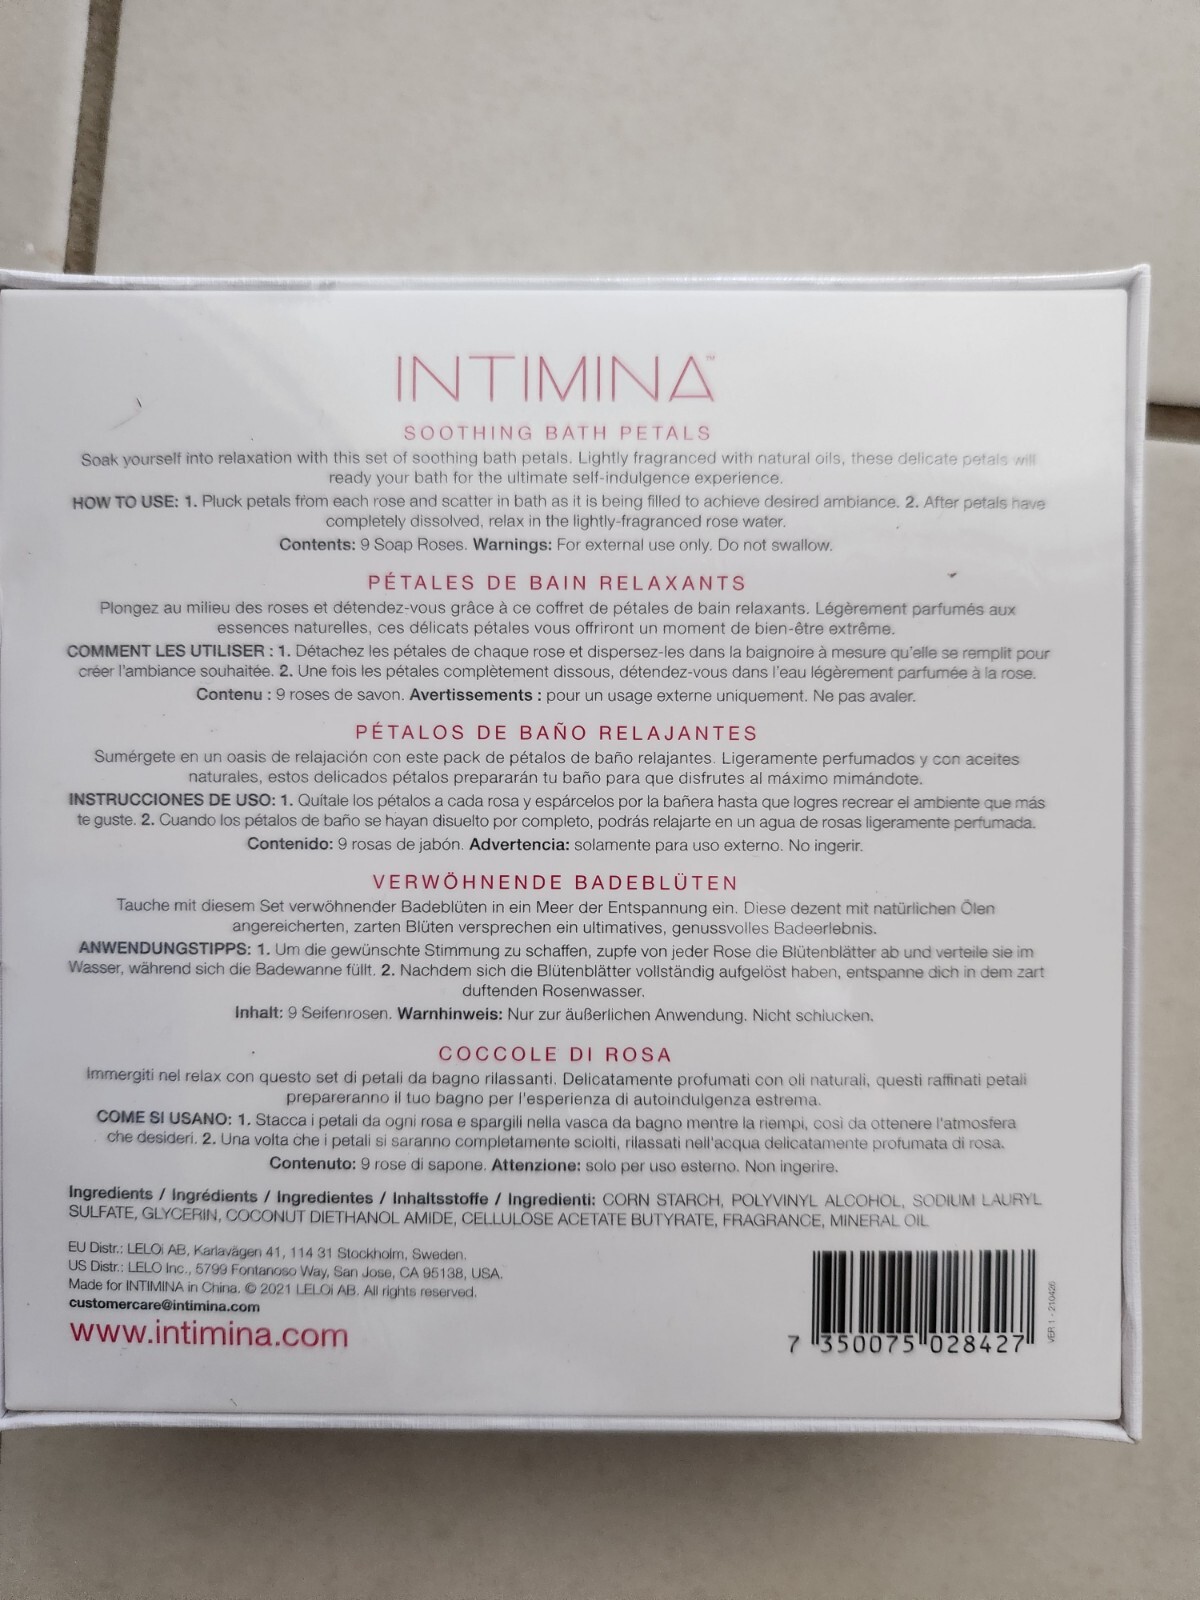 INTIMINA™
SOOTHING BATH PETALS
Soak yourself into relaxation with this set of soothing bath petals. Lightly fragranced with natural oils, these delicate petals will
ready your bath for the ultimate self-indulgence experience.
HOW TO USE: 1. Pluck petals from each rose and scatter in bath as it is being filled to achieve desired ambiance. 2. After petals have
completely dissolved, relax in the lightly-fragranced rose water.
Contents: 9 Soap Roses. Warnings: For external use only. Do not swallow.
PÉTALES DE BAIN RELAXANTS
Plongez au milieu des roses et détendez-vous grâce à ce coffret de pétales de bain relaxants. Légèrement parfumés aux
essences naturelles, ces délicats pétales vous offriront un moment de bien-être extrême.
COMMENT LES UTILISER : 1. Détachez les pétales de chaque rose et dispersez-les dans la baignoire à mesure qu'elle se remplit pour
créer l'ambiance souhaitée. 2. Une fois les pétales complètement dissous, détendez-vous dans l'eau légèrement parfumée à la rose.
Contenu : 9 roses de savon. Avertissements : pour un usage externe uniquement. Ne pas avaler.
PÉTALOS DE BAÑO RELAJANTES
Sumérgete en un oasis de relajación con este pack de pétalos de baño relajantes. Ligeramente perfumados y con aceites
naturales, estos delicados pétalos prepararán tu baño para que disfrutes al máximo mimándote.
INSTRUCCIONES DE USO: 1. Quítale los pétalos a cada rosa y espárcelos por la bañera hasta que logres recrear el ambiente que más
te guste. 2. Cuando los pétalos de baño se hayan disuelto por completo, podrás relajarte en un agua de rosas ligeramente perfumada.
Contenido: 9 rosas de jabón. Advertencia: solamente para uso externo. No ingerir.
VERWÖHNENDE BADEBLÜTEN
Tauche mit diesem Set verwöhnender Badeblüten in ein Meer der Entspannung ein. Diese dezent mit natürlichen Ölen
angereicherten, zarten Blüten versprechen ein ultimatives, genussvolles Badeerlebnis.
ANWENDUNGSTIPPS: 1. Um die gewünschte Stimmung zu schaffen, zupfe von jeder Rose die Blütenblätter ab und verteile sie im
Wasser, während sich die Badewanne füllt. 2. Nachdem sich die Blütenblätter vollständig aufgelöst haben, entspanne dich in dem zart
duftenden Rosenwasser.
Inhalt: 9 Seifenrosen. Warnhinweis: Nur zur äußerlichen Anwendung. Nicht schlucken.
COCCOLE DI ROSA
Immergiti nel relax con questo set di petali da bagno rilassanti. Delicatamente profumati con oli naturali, questi raffinati petali
prepareranno il tuo bagno per l'esperienza di autoindulgenza estrema.
COME SI USANO: 1. Stacca i petali da ogni rosa e spargili nella vasca da bagno mentre la riempi, così da ottenere l'atmosfera
che desideri. 2. Una volta che i petali si saranno completamente sciolti, rilassati nell'acqua delicatamente profumata di rosa.
Contenuto: 9 rose di sapone. Attenzione: solo per uso esterno. Non ingerire.
Ingredients / Ingrédients / Ingredientes / Inhaltsstoffe / Ingredienti: CORN STARCH, POLYVINYL ALCOHOL, SODIUM LAURYL
SULFATE, GLYCERIN, COCONUT DIETHANOL AMIDE, CELLULOSE ACETATE BUTYRATE, FRAGRANCE, MINERAL OIL
EU Distr.: LELOi AB, Karlavägen 41, 114 31 Stockholm, Sweden.
US Distr.: LELO Inc., 5799 Fontanoso Way, San Jose, CA 95138, USA.
Made for INTIMINA in China. © 2021 LELOi AB. All rights reserved.
customercare@intimina.com
www.intimina.com
7 350075 028427
VER 1 - 210426